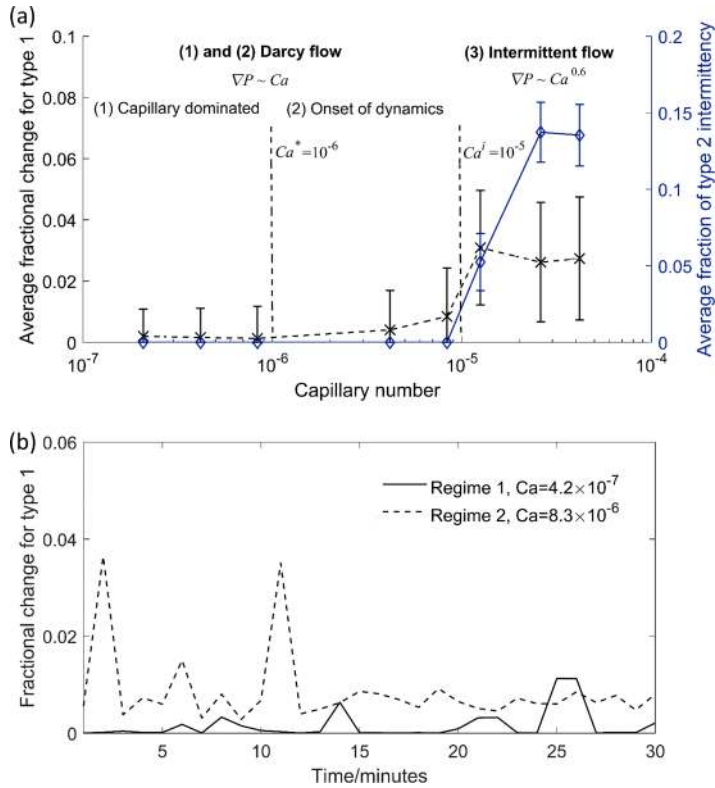 (a)
Average fractional change for type 1
0.1
0.08
0.06
0.04
0.02
0
(1) and (2) Darcy flow
∇P ~ Ca
(1) Capillary dominated
(2) Onset of dynamics
Ca*=10⁻⁶
(3) Intermittent flow
∇P ~ Ca⁰·⁶
Caⁱ=10⁻⁵
0.2
0.15
0.1
0.05
0
Average fraction of type 2 intermittency
10⁻⁷
10⁻⁶
10⁻⁵
10⁻⁴
Capillary number
(b)
Fractional change for type 1
0.06
0.04
0.02
0
Regime 1, Ca=4.2×10⁻⁷
Regime 2, Ca=8.3×10⁻⁶
5
10
15
20
25
30
Time/minutes